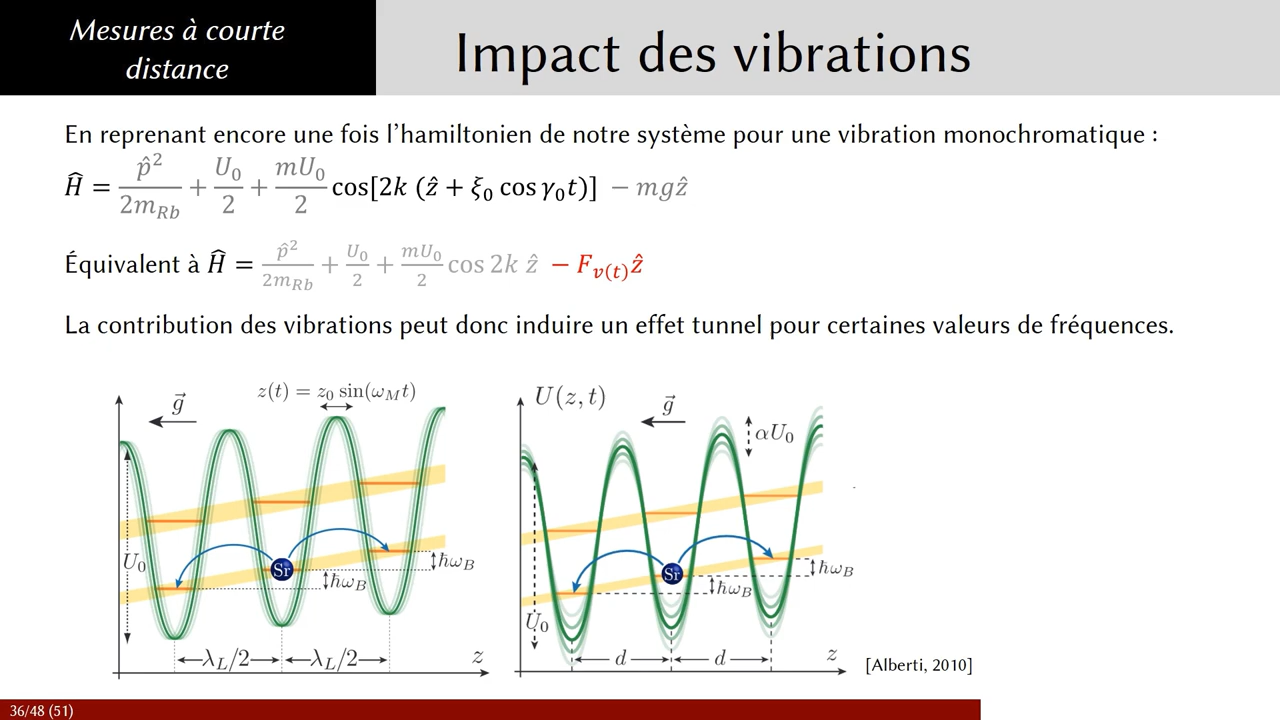 Mesures à courte
distance
Impact des vibrations
En reprenant encore une fois l'hamiltonien de notre système pour une vibration monochromatique :
Ĥ = p̂²/2m_Rb + U₀/2 + mU₀/2 cos[2k (ẑ + ξ₀ cos γ₀t)] − mgẑ
Équivalent à Ĥ = p̂²/2m_Rb + U₀/2 + mU₀/2 cos 2k ẑ − F_v(t) ẑ
La contribution des vibrations peut donc induire un effet tunnel pour certaines valeurs de fréquences.
z(t) = z₀ sin(ω_M t)
g⃗
U₀
Sr
ħω_B
ħω_B
λ_L/2
λ_L/2
z
U(z, t)
g⃗
αU₀
Sr
ħω_B
ħω_B
U₀
d
d
z
[Alberti, 2010]
36/48 (51)